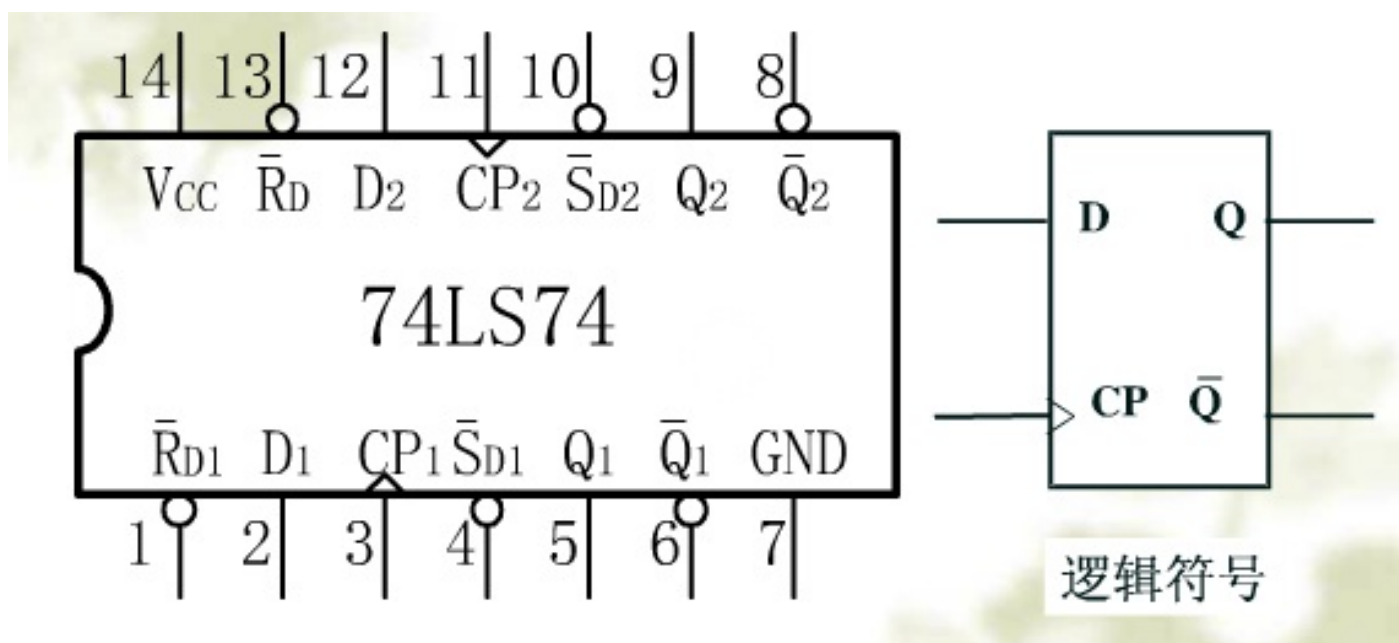 14 13 12 11 10 9 8
VCC R̄D D2 CP2 S̄D2 Q2 Q̄2
74LS74
R̄D1 D1 CP1 S̄D1 Q1 Q̄1 GND
1 2 3 4 5 6 7
D Q
CP Q̄
逻辑符号